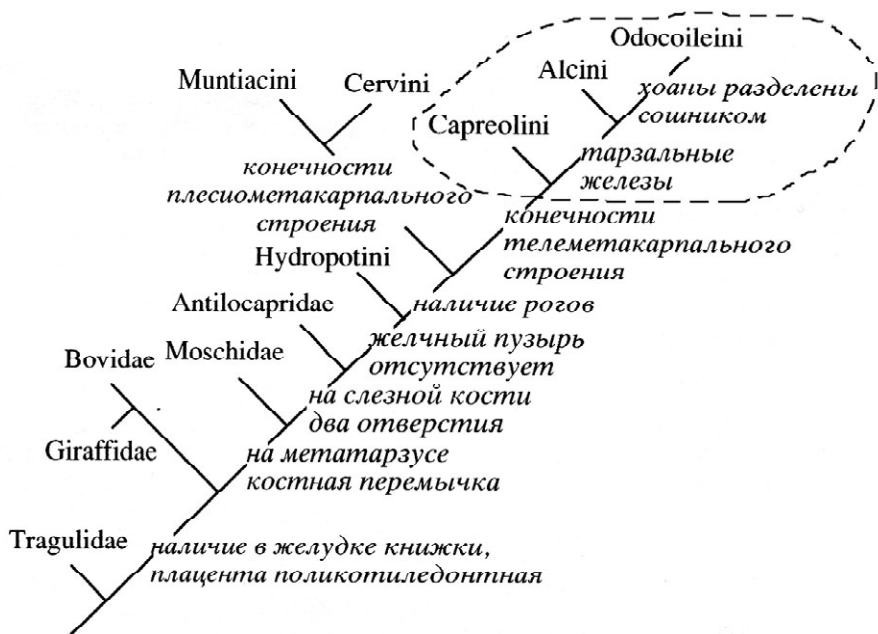 Odocoileini
Alcini
хоаны разделены
сошником
Muntiacini
Cervini
Capreolini
тарзальные
железы
конечности
плесиометакарпального
строения
конечности
телеметакарпального
строения
Hydropotini
наличие рогов
Antilocapridae
желчный пузырь
отсутствует
Moschidae
на слезной кости
два отверстия
Bovidae
Giraffidae
на метатарзусе
костная перемычка
Tragulidae
наличие в желудке книжки,
плацента поликотиледонтная